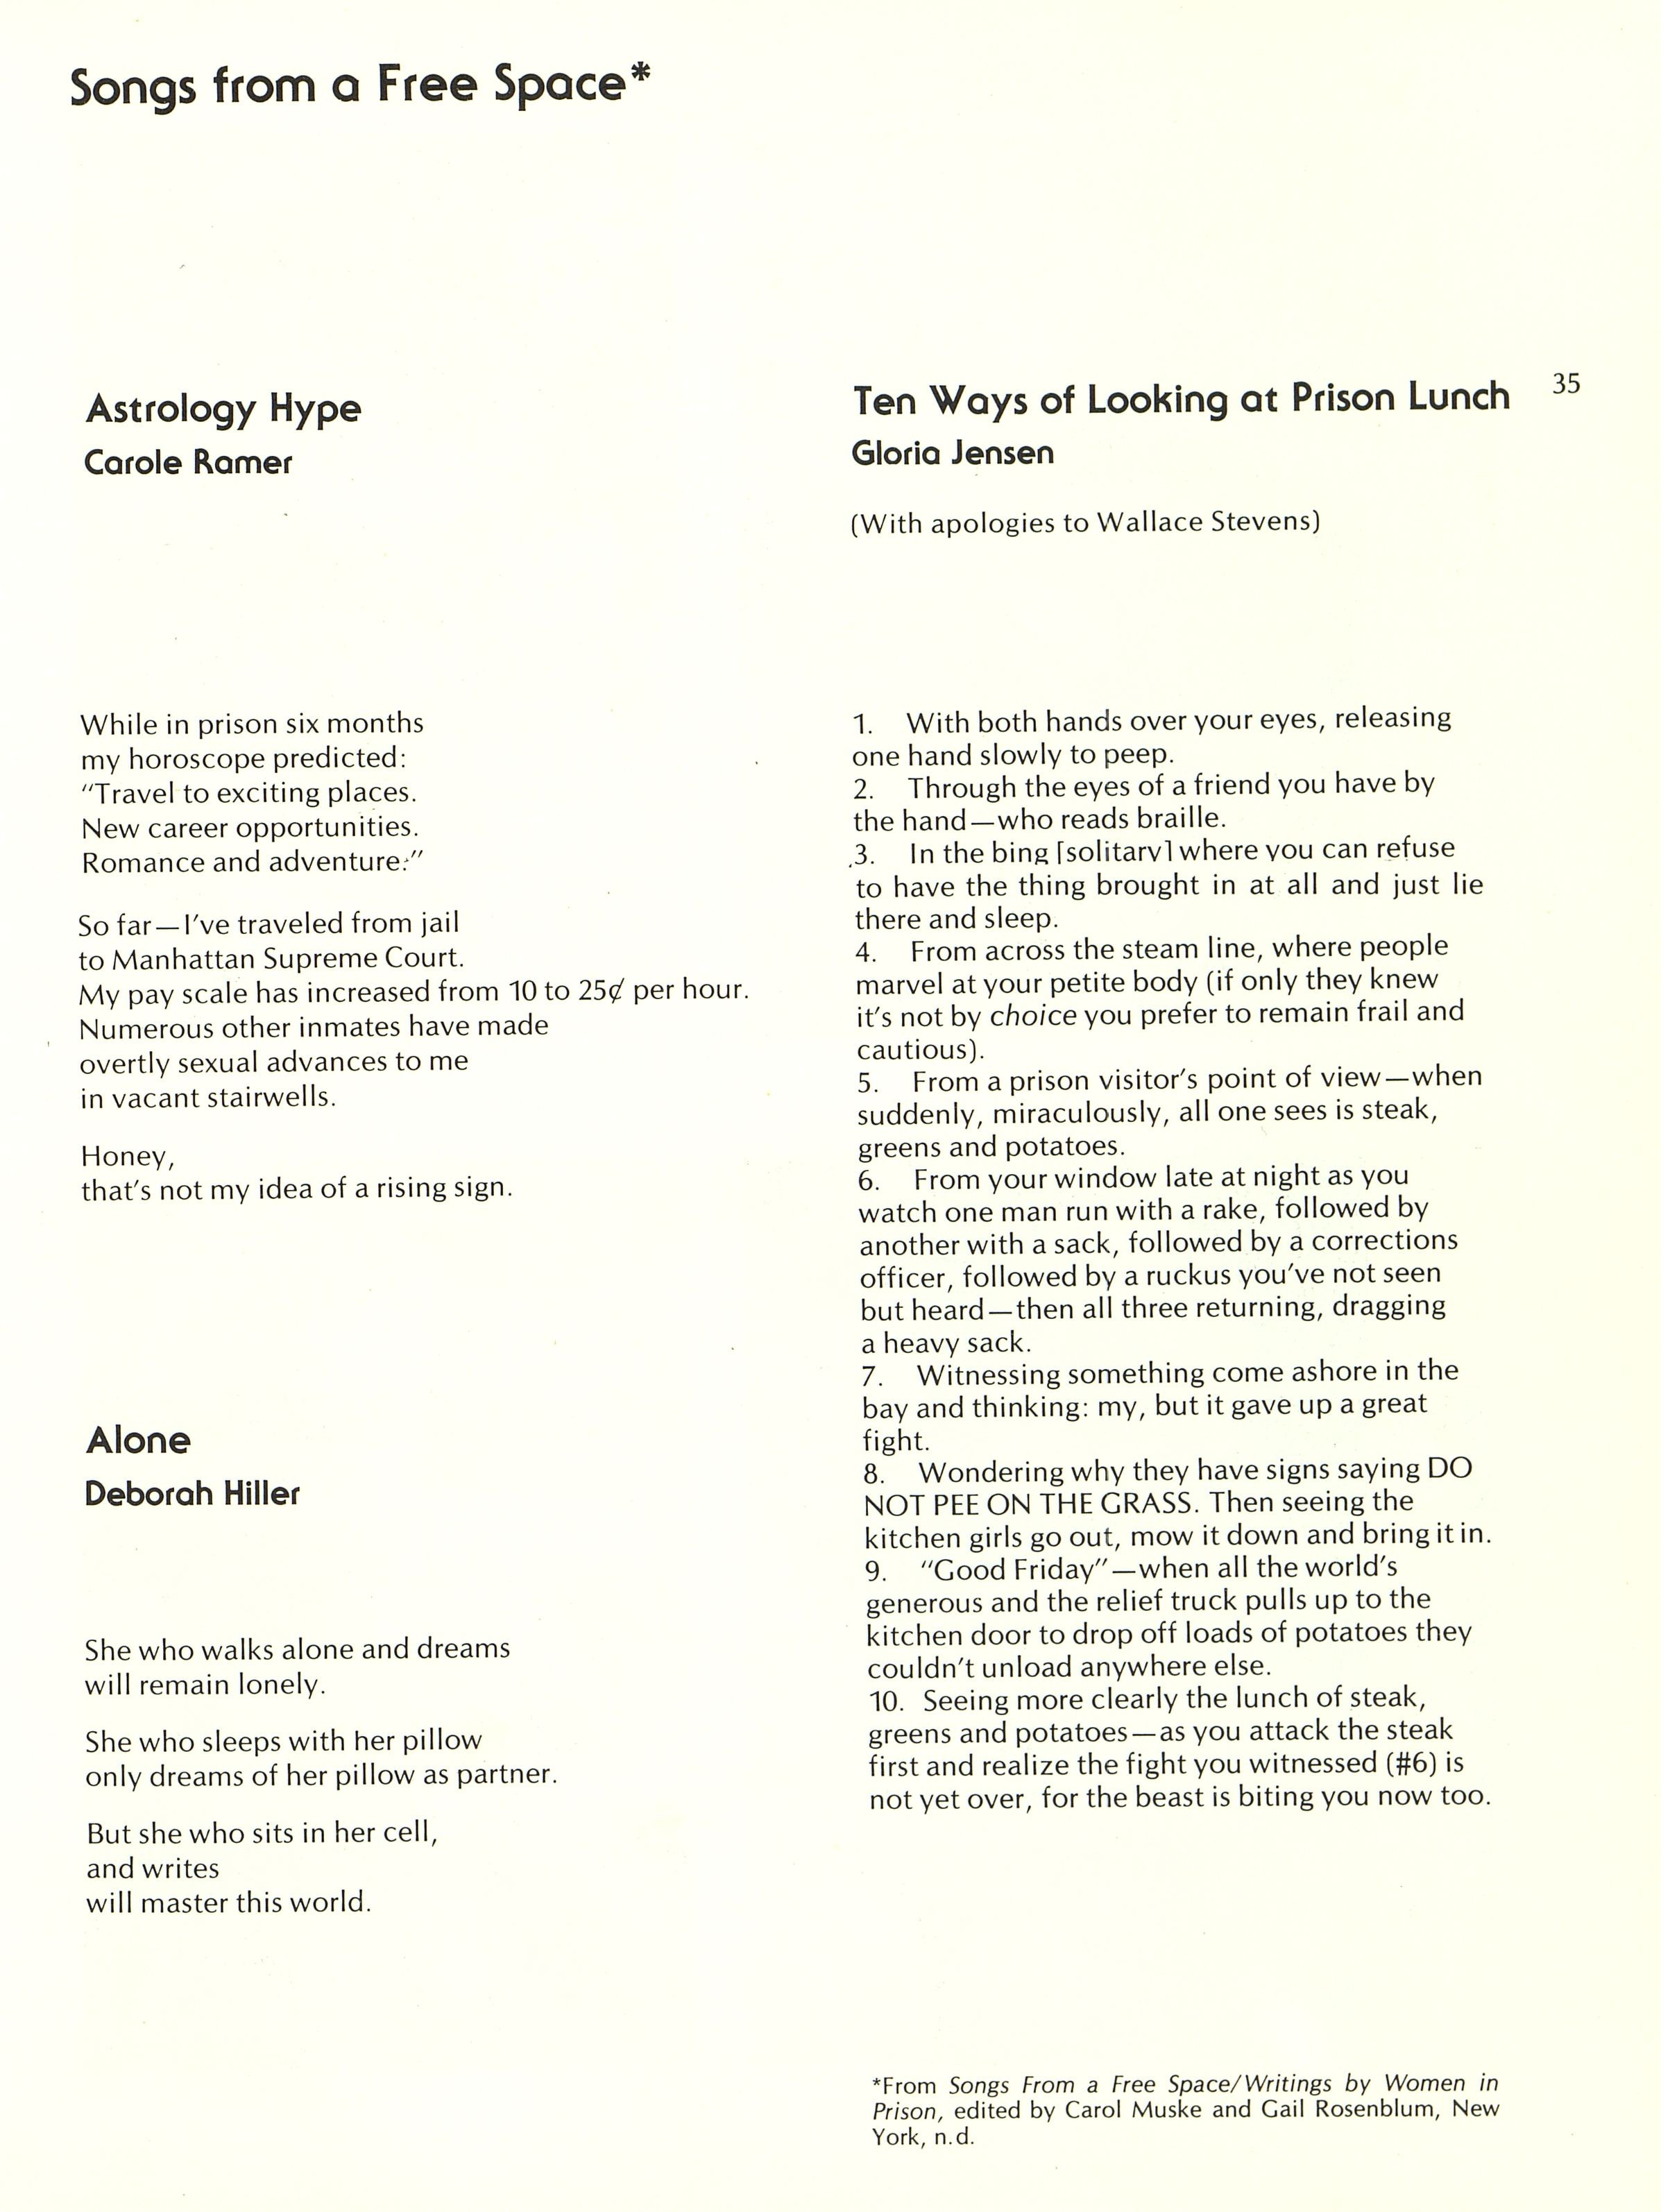 Songs from a Free Space*
Astrology Hype
Carole Ramer
While in prison six months
my horoscope predicted:
"Travel to exciting places.
New career opportunities.
Romance and adventure."
So far—I've traveled from jail
to Manhattan Supreme Court.
My pay scale has increased from 10 to 25¢ per hour.
Numerous other inmates have made
overtly sexual advances to me
in vacant stairwells.
Honey,
that's not my idea of a rising sign.
Alone
Deborah Hiller
She who walks alone and dreams
will remain lonely.
She who sleeps with her pillow
only dreams of her pillow as partner.
But she who sits in her cell,
and writes
will master this world.
Ten Ways of Looking at Prison Lunch
35
Gloria Jensen
(With apologies to Wallace Stevens)
1. With both hands over your eyes, releasing
one hand slowly to peep.
2. Through the eyes of a friend you have by
the hand—who reads braille.
3. In the bing [solitary] where you can refuse
to have the thing brought in at all and just lie
there and sleep.
4. From across the steam line, where people
marvel at your petite body (if only they knew
it's not by choice you prefer to remain frail and
cautious).
5. From a prison visitor's point of view—when
suddenly, miraculously, all one sees is steak,
greens and potatoes.
6. From your window late at night as you
watch one man run with a rake, followed by
another with a sack, followed by a corrections
officer, followed by a ruckus you've not seen
but heard—then all three returning, dragging
a heavy sack.
7. Witnessing something come ashore in the
bay and thinking: my, but it gave up a great
fight.
8. Wondering why they have signs saying DO
NOT PEE ON THE GRASS. Then seeing the
kitchen girls go out, mow it down and bring it in.
9. "Good Friday"—when all the world's
generous and the relief truck pulls up to the
kitchen door to drop off loads of potatoes they
couldn't unload anywhere else.
10. Seeing more clearly the lunch of steak,
greens and potatoes—as you attack the steak
first and realize the fight you witnessed (#6) is
not yet over, for the beast is biting you now too.
*From Songs From a Free Space/Writings by Women in
Prison, edited by Carol Muske and Gail Rosenblum, New
York, n.d.